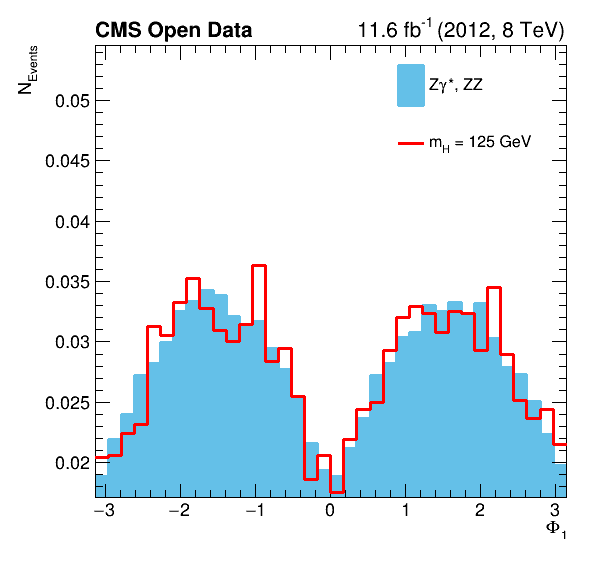 CMS Open Data 11.6 fb⁻¹ (2012, 8 TeV)
N_Events
Zγ*, ZZ
m_H = 125 GeV
0.05
0.045
0.04
0.035
0.03
0.025
0.02
−3 −2 −1 0 1 2 3
Φ₁